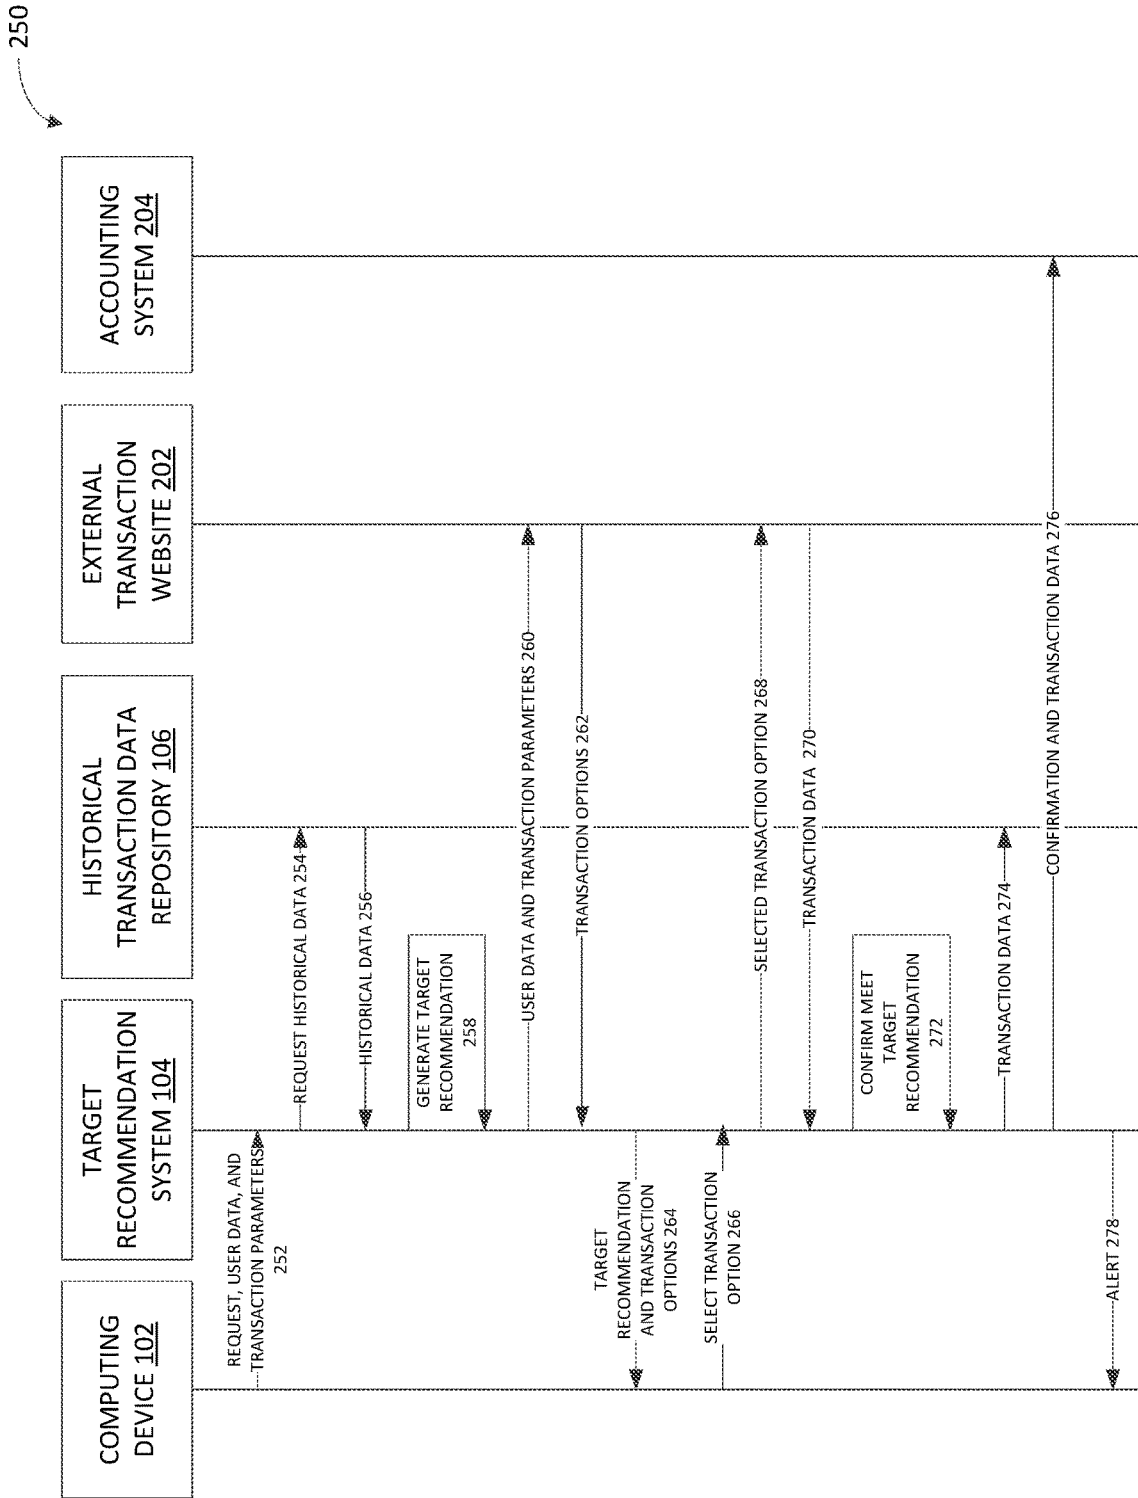 250
COMPUTING
DEVICE 102
TARGET
RECOMMENDATION
SYSTEM 104
HISTORICAL
TRANSACTION DATA
REPOSITORY 106
EXTERNAL
TRANSACTION
WEBSITE 202
ACCOUNTING
SYSTEM 204
REQUEST, USER DATA, AND
TRANSACTION PARAMETERS
252
REQUEST HISTORICAL DATA 254
HISTORICAL DATA 256
GENERATE TARGET
RECOMMENDATION
258
USER DATA AND TRANSACTION PARAMETERS 260
TRANSACTION OPTIONS 262
TARGET
RECOMMENDATION
AND TRANSACTION
OPTIONS 264
SELECT TRANSACTION
OPTION 266
SELECTED TRANSACTION OPTION 268
TRANSACTION DATA 270
CONFIRM MEET
TARGET
RECOMMENDATION
272
TRANSACTION DATA 274
CONFIRMATION AND TRANSACTION DATA 276
ALERT 278